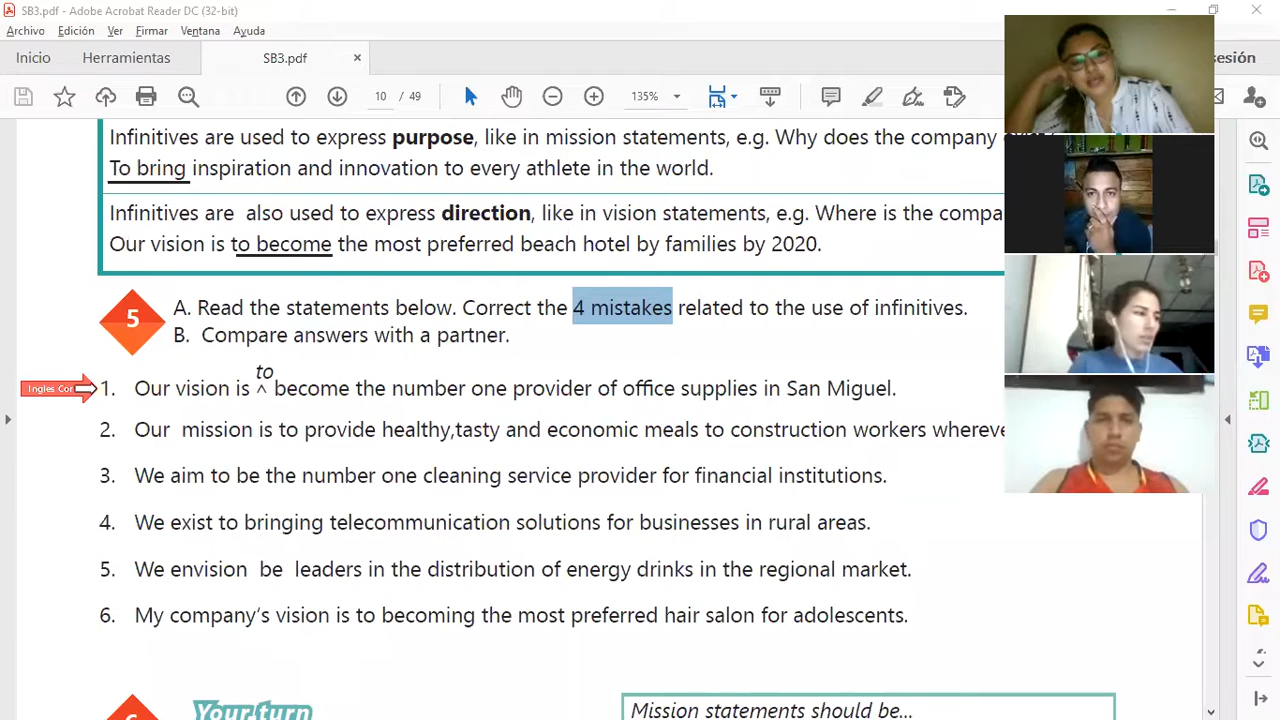 SB3.pdf - Adobe Acrobat Reader DC (32-bit)
Archivo Edición Ver Firmar Ventana Ayuda
Inicio Herramientas SB3.pdf × sesión
10 / 49 135%
Infinitives are used to express purpose, like in mission statements, e.g. Why does the company
To bring inspiration and innovation to every athlete in the world.
Infinitives are also used to express direction, like in vision statements, e.g. Where is the compa
Our vision is to become the most preferred beach hotel by families by 2020.
5 A. Read the statements below. Correct the 4 mistakes related to the use of infinitives.
B. Compare answers with a partner.
to
Ingles Cor 1. Our vision is ^ become the number one provider of office supplies in San Miguel.
2. Our mission is to provide healthy,tasty and economic meals to construction workers whereve
3. We aim to be the number one cleaning service provider for financial institutions.
4. We exist to bringing telecommunication solutions for businesses in rural areas.
5. We envision be leaders in the distribution of energy drinks in the regional market.
6. My company's vision is to becoming the most preferred hair salon for adolescents.
6 Your turn
Mission statements should be...